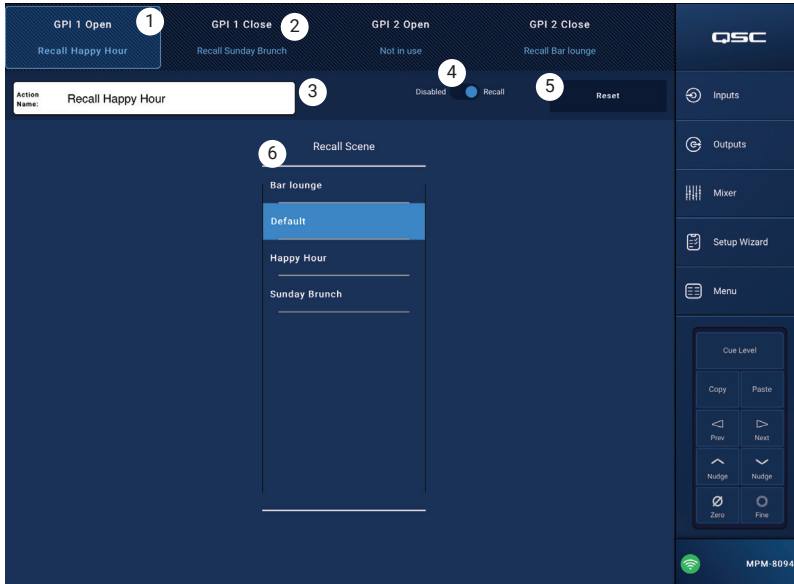 GPI 1 Open
1
GPI 1 Close
2
GPI 2 Open
GPI 2 Close
Recall Happy Hour
Recall Sunday Brunch
Not in use
Recall Bar lounge
QSC
Action Name:
Recall Happy Hour
3
4
Disabled
Recall
5
Reset
Inputs
Outputs
Mixer
Setup Wizard
Menu
6
Recall Scene
Bar lounge
Default
Happy Hour
Sunday Brunch
Cue Level
Copy
Paste
Prev
Next
Nudge
Nudge
Zero
Fine
MPM-8094